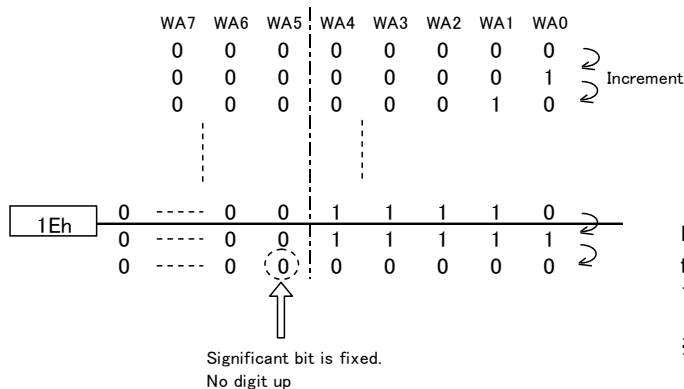 WA7 WA6 WA5 WA4 WA3 WA2 WA1 WA0
0 0 0 0 0 0 0 0
0 0 0 0 0 0 0 1
0 0 0 0 0 0 1 0
Increment
1Eh
0 ----- 0 0 1 1 1 1 0
0 ---- 0 0 1 1 1 1 1
0 ---- 0 0 0 0 0 0 0
Significant bit is fixed.
No digit up